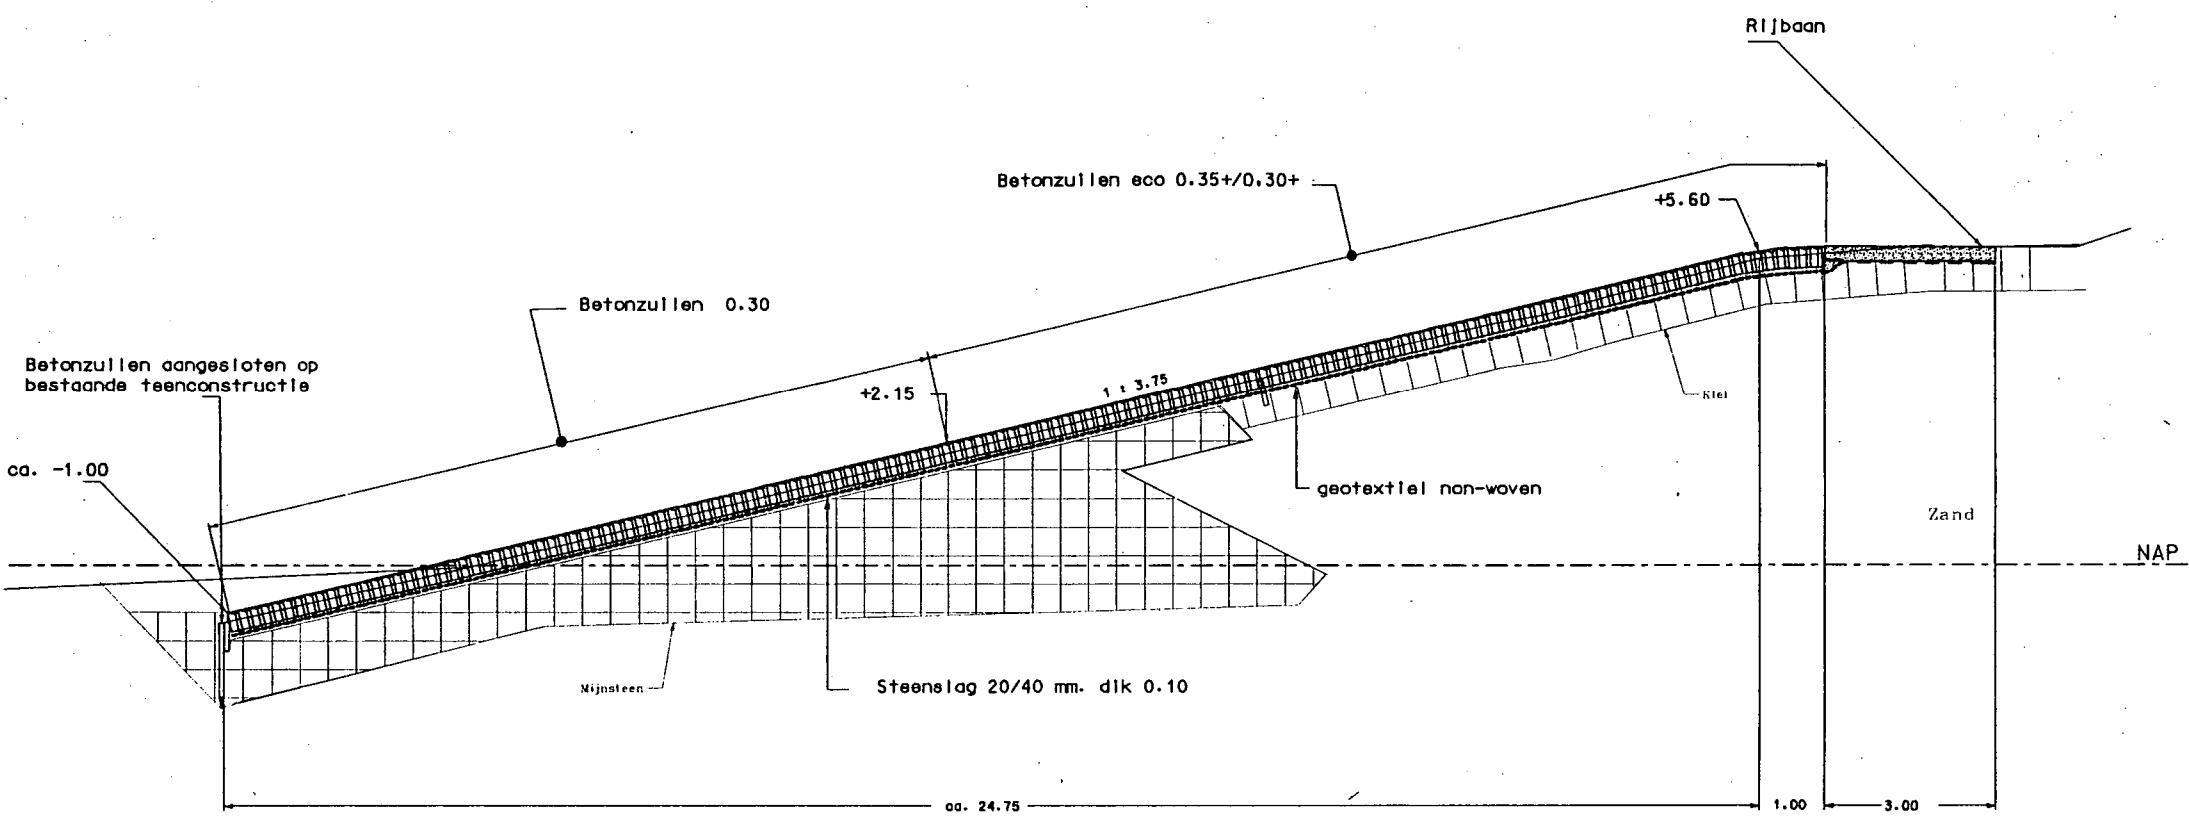 Rijbaan
Betonzuilen eco 0.35+/0.30+
+5.60
Betonzuilen 0.30
Betonzuilen aangesloten op
bestaande teenconstructie
+2.15
1 : 3.75
Klei
ca. -1.00
geotextiel non-woven
Zand
NAP
Mijnsteen
Steenslag 20/40 mm. dik 0.10
ca. 24.75
1.00
3.00